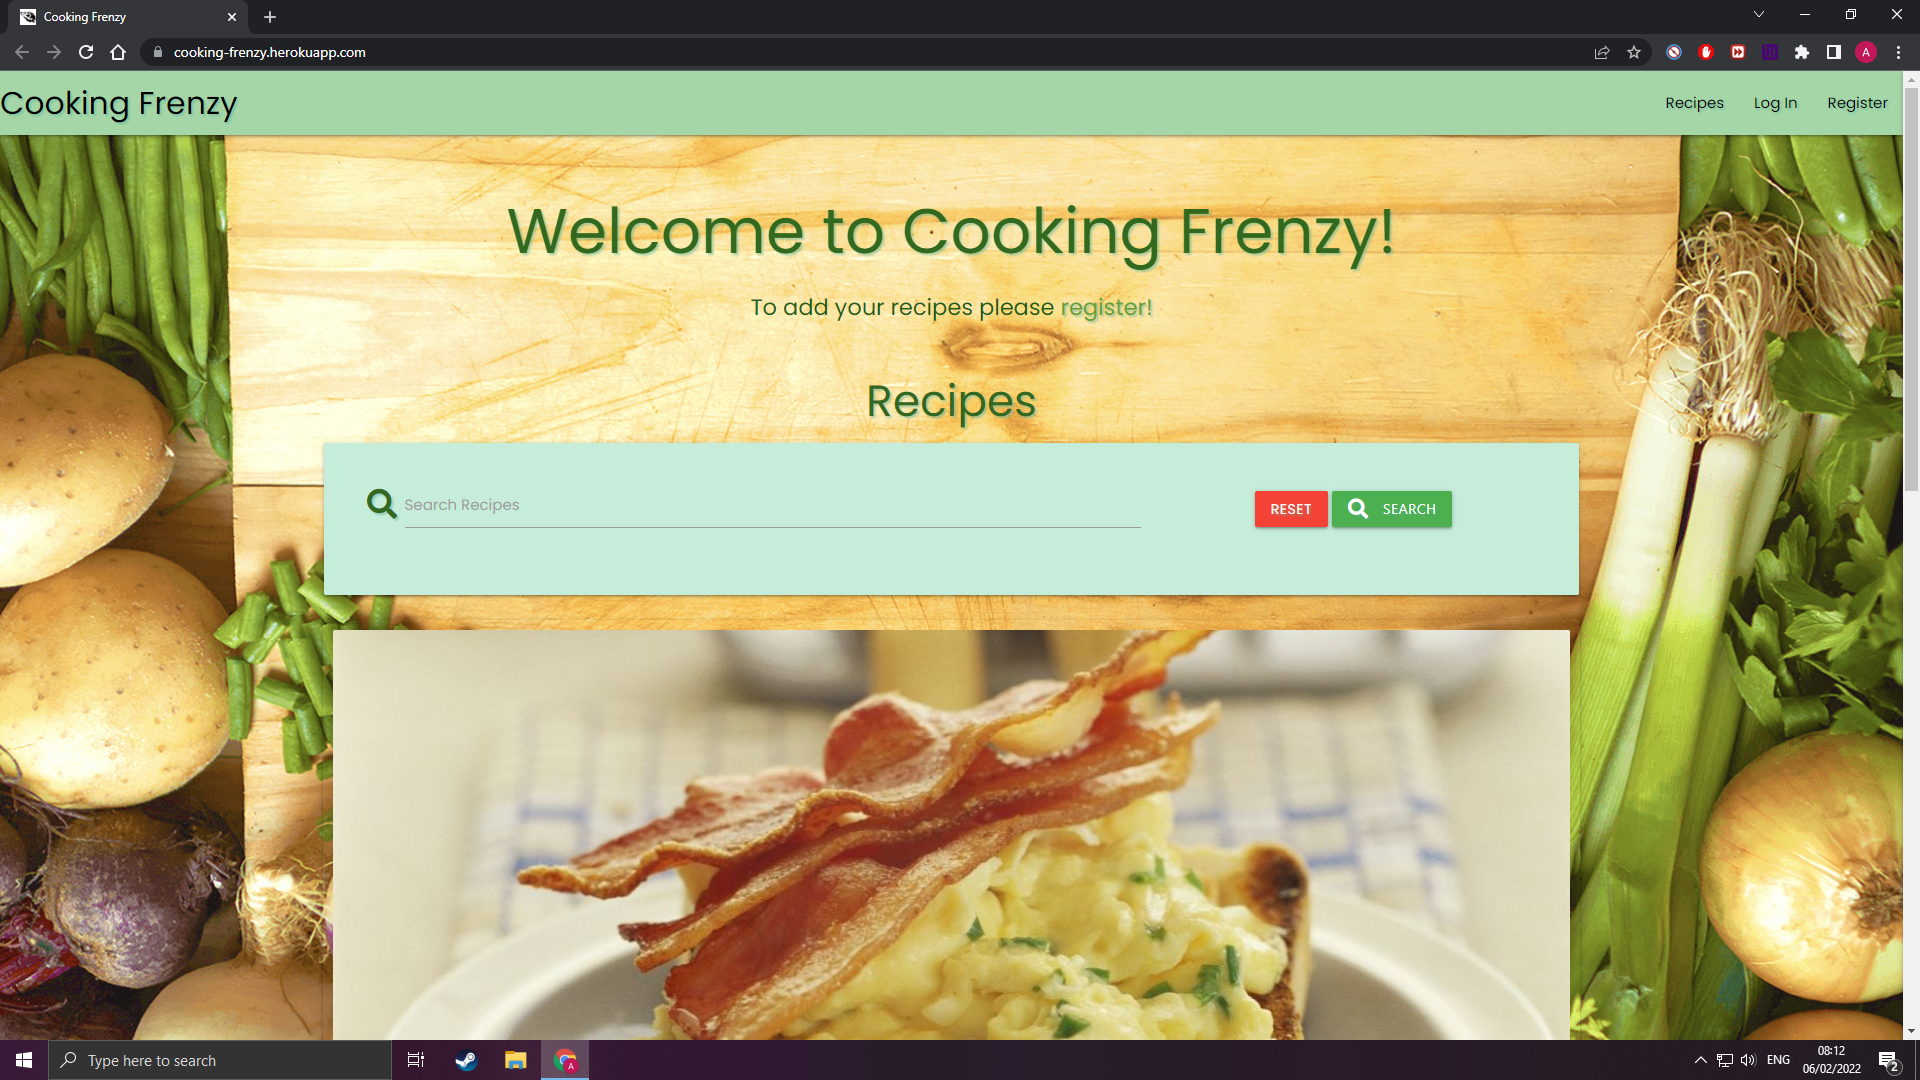 Cooking Frenzy
cooking-frenzy.herokuapp.com
A
Cooking Frenzy
Recipes
Log In
Register
Welcome to Cooking Frenzy!
To add your recipes please register!
Recipes
Search Recipes
RESET
SEARCH
Type here to search
A
ENG
08:12
06/02/2022
2